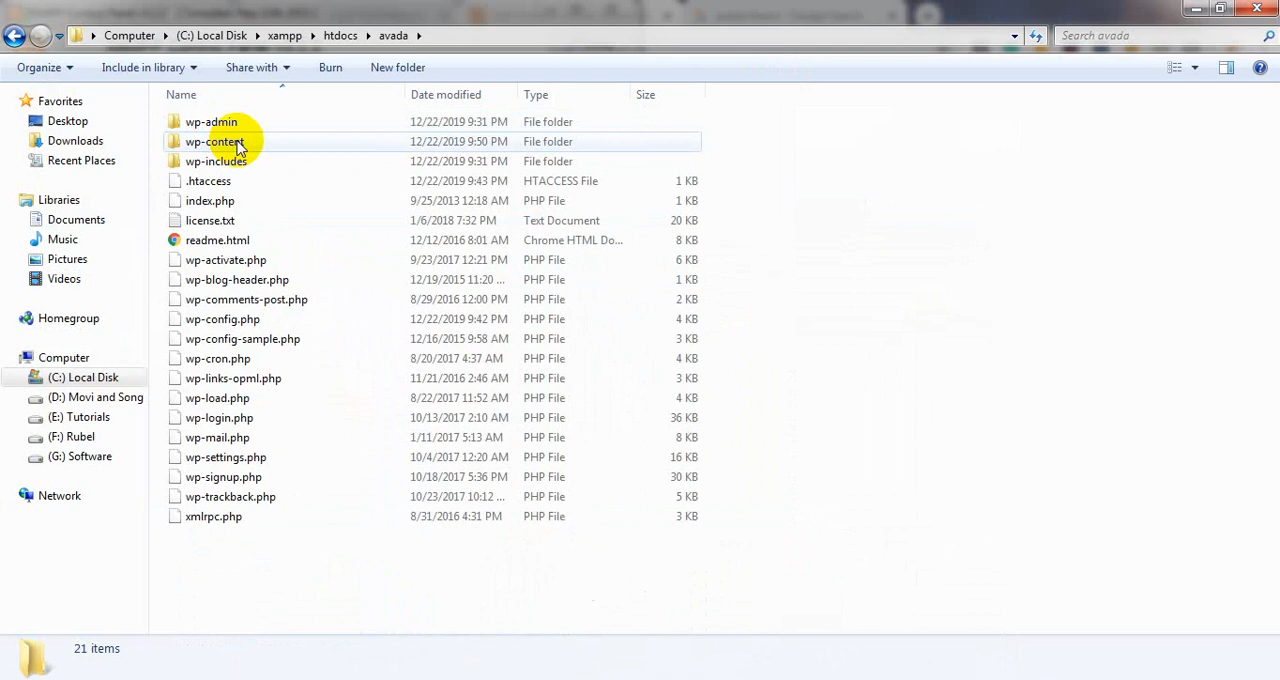 Computer (C:) Local Disk xampp htdocs avada Search avada
Organize Include in library Share with Burn New folder
Name Date modified Type Size
Favorites
Desktop
Downloads
Recent Places
Libraries
Documents
Music
Pictures
Videos
Homegroup
Computer
(C:) Local Disk
(D:) Movi and Song
(E:) Tutorials
(F:) Rubel
(G:) Software
Network
wp-admin 12/22/2019 9:31 PM File folder
wp-content 12/22/2019 9:50 PM File folder
wp-includes 12/22/2019 9:31 PM File folder
.htaccess 12/22/2019 9:43 PM HTACCESS File 1 KB
index.php 9/25/2013 12:18 AM PHP File 1 KB
license.txt 1/6/2018 7:32 PM Text Document 20 KB
readme.html 12/12/2016 8:01 AM Chrome HTML Do... 8 KB
wp-activate.php 9/23/2017 12:21 PM PHP File 6 KB
wp-blog-header.php 12/19/2015 11:20 ... PHP File 1 KB
wp-comments-post.php 8/29/2016 12:00 PM PHP File 2 KB
wp-config.php 12/22/2019 9:42 PM PHP File 4 KB
wp-config-sample.php 12/16/2015 9:58 AM PHP File 3 KB
wp-cron.php 8/20/2017 4:37 AM PHP File 4 KB
wp-links-opml.php 11/21/2016 2:46 AM PHP File 3 KB
wp-load.php 8/22/2017 11:52 AM PHP File 4 KB
wp-login.php 10/13/2017 2:10 AM PHP File 36 KB
wp-mail.php 1/11/2017 5:13 AM PHP File 8 KB
wp-settings.php 10/4/2017 12:20 AM PHP File 16 KB
wp-signup.php 10/18/2017 5:36 PM PHP File 30 KB
wp-trackback.php 10/23/2017 10:12 ... PHP File 5 KB
xmlrpc.php 8/31/2016 4:31 PM PHP File 3 KB
21 items